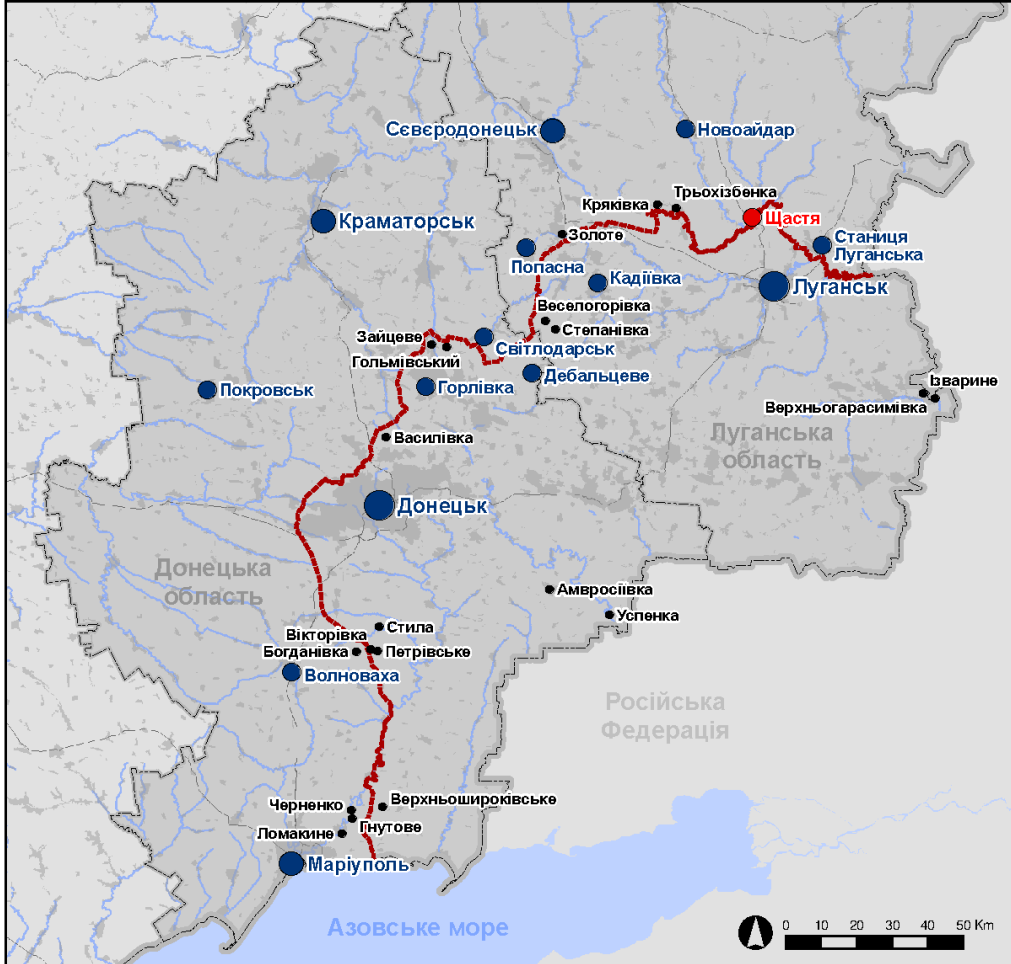 Сєвєродонецьк
Новоайдар
Трьохізбенка
Кряківка
Щастя
Краматорськ
Золоте
Станиця
Луганська
Попасна
Кадіївка
Луганськ
Веселогорівка
Степанівка
Зайцеве
Світлодарськ
Гольмівський
Дебальцеве
Покровськ
Горлівка
Ізварине
Верхньогарасимівка
Василівка
Луганська
область
Донецьк
Донецька
область
Амвросіївка
Успенка
Стила
Вікторівка
Богданівка
Петрівське
Волноваха
Російська
Федерація
Черненко
Верхньошироківське
Гнутове
Ломакине
Маріуполь
Азовське море
0 10 20 30 40 50 Km